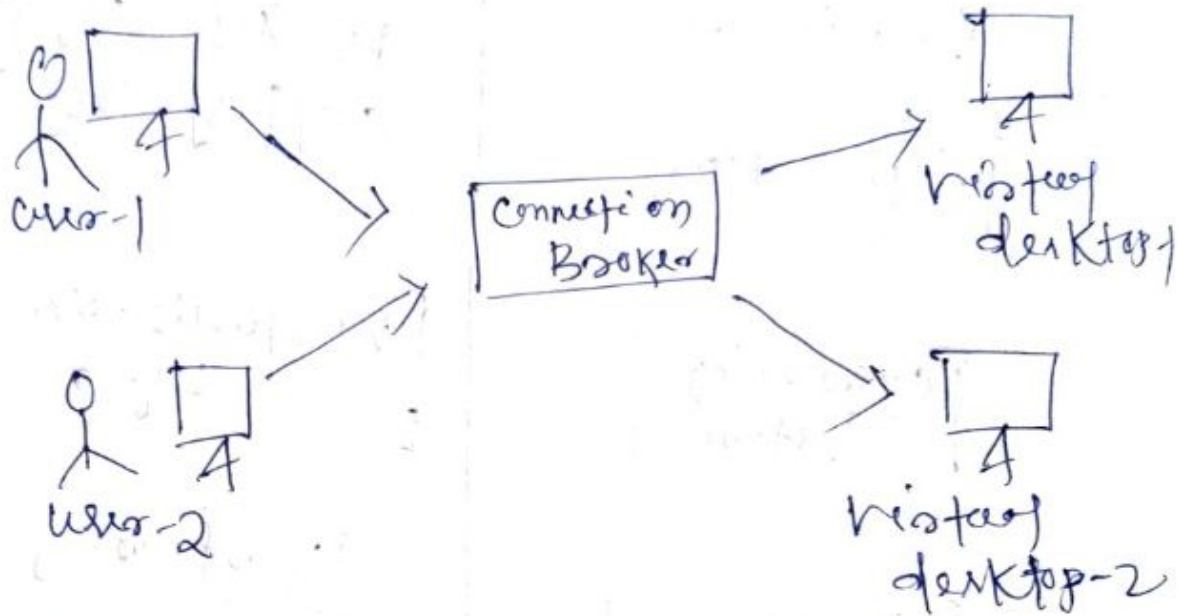 user-1
Connection
Broker
virtual
desktop-1
user-2
virtual
desktop-2